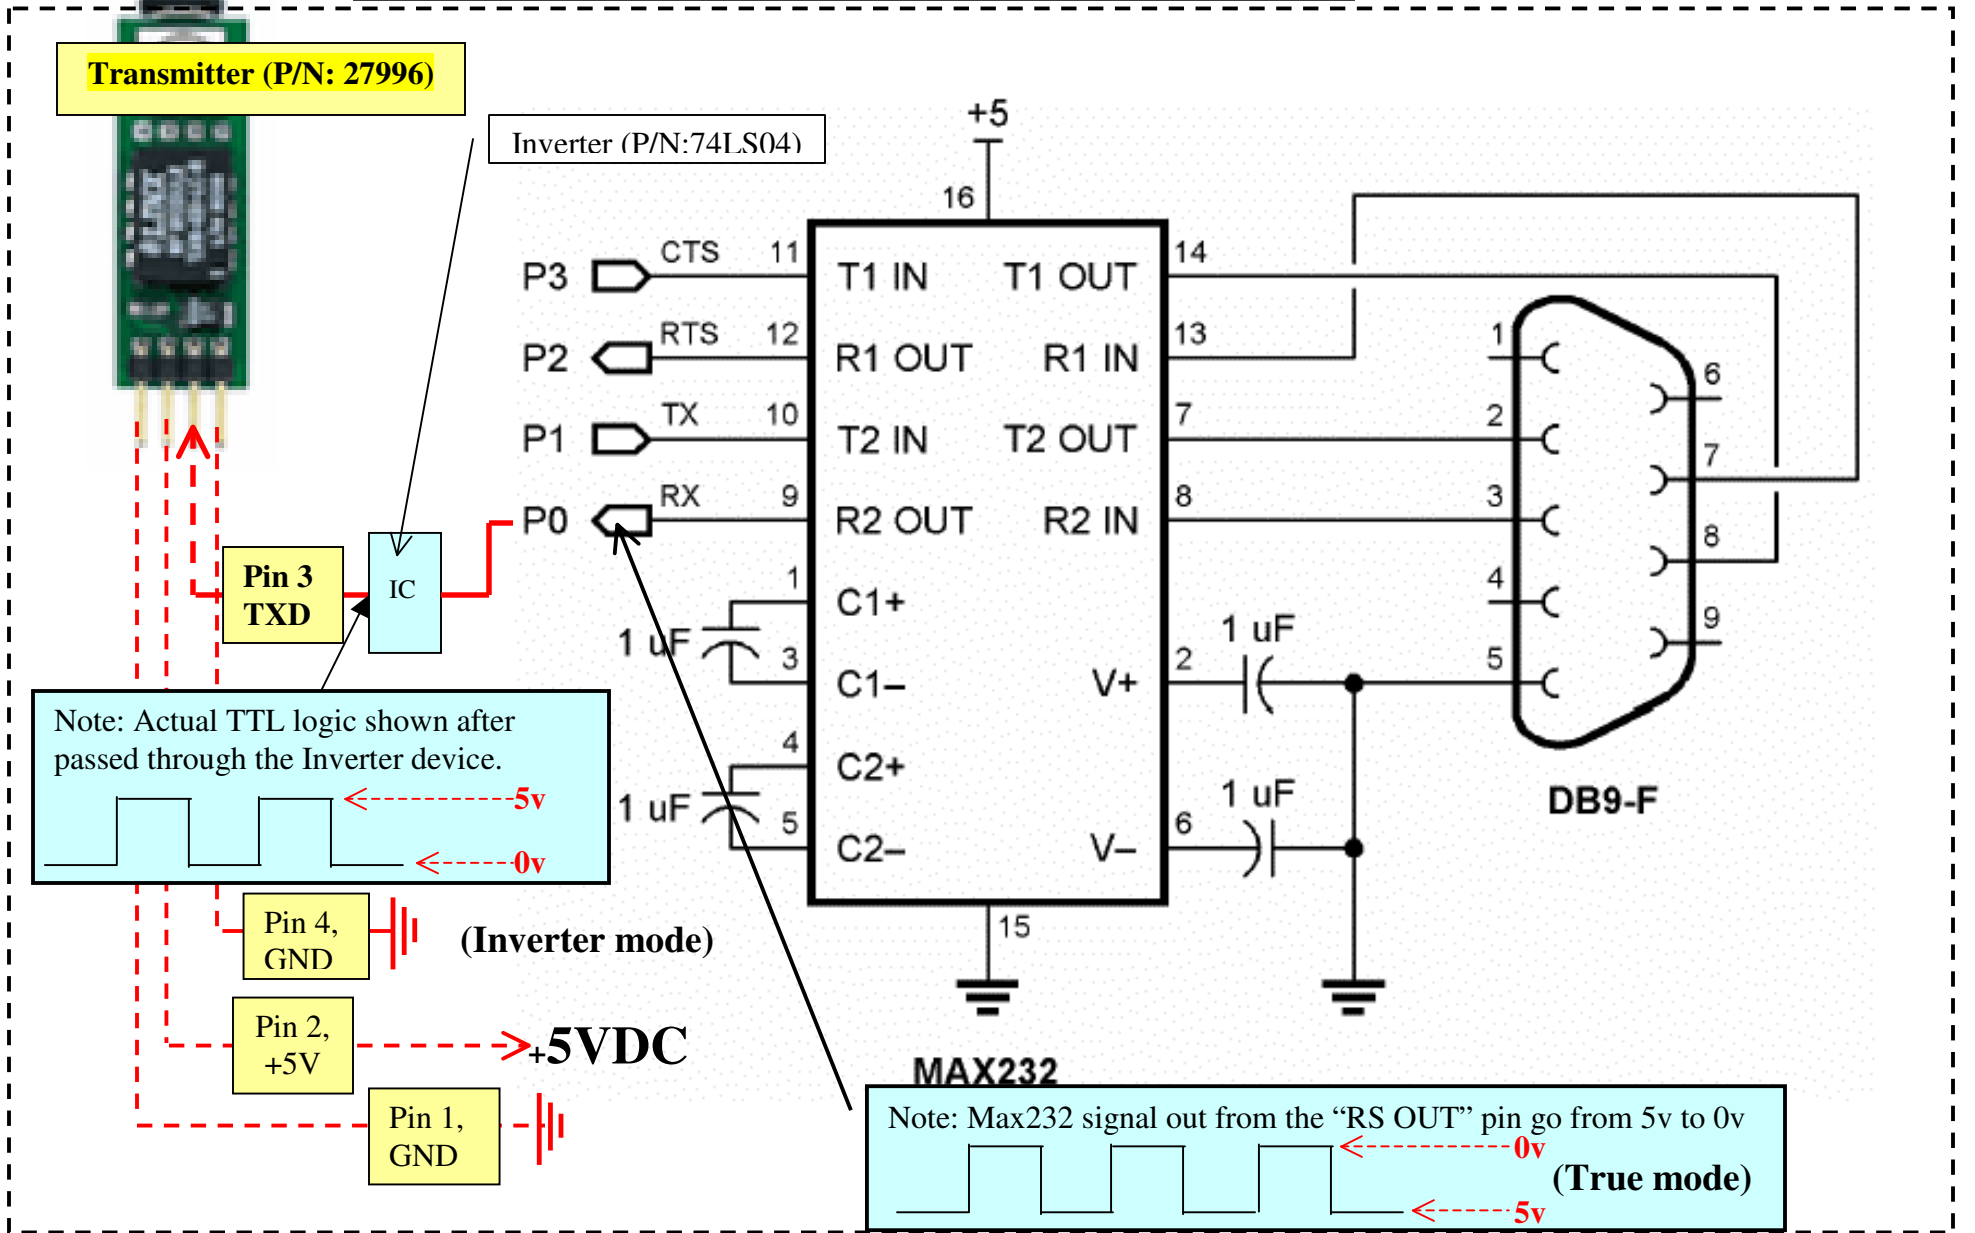 Transmitter (P/N: 27996)
Inverter (P/N:74LS04)
+5
16
P3
CTS
11
T1 IN
T1 OUT
14
P2
RTS
12
R1 OUT
R1 IN
13
P1
TX
10
T2 IN
T2 OUT
7
P0
RX
9
R2 OUT
R2 IN
8
1
C1+
1 uF
3
C1–
V+
2
1 uF
4
C2+
1 uF
5
C2–
V–
6
1 uF
15
MAX232
1
2
3
4
5
6
7
8
9
DB9-F
Pin 3
TXD
IC
Note: Actual TTL logic shown after
passed through the Inverter device.
5v
0v
Pin 4,
GND
(Inverter mode)
Pin 2,
+5V
+5VDC
Pin 1,
GND
Note: Max232 signal out from the “RS OUT” pin go from 5v to 0v
0v
(True mode)
5v